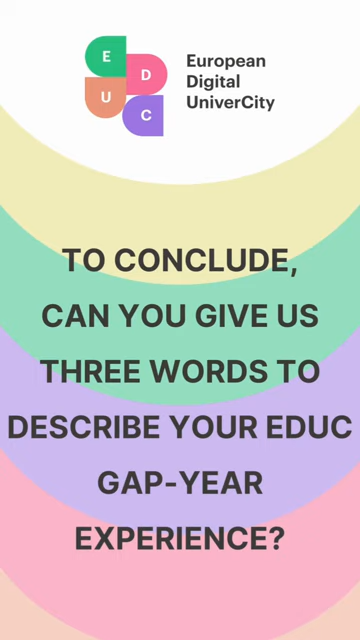 E
D
U
C
European
Digital
UniverCity
TO CONCLUDE,
CAN YOU GIVE US
THREE WORDS TO
DESCRIBE YOUR EDUC
GAP-YEAR
EXPERIENCE?